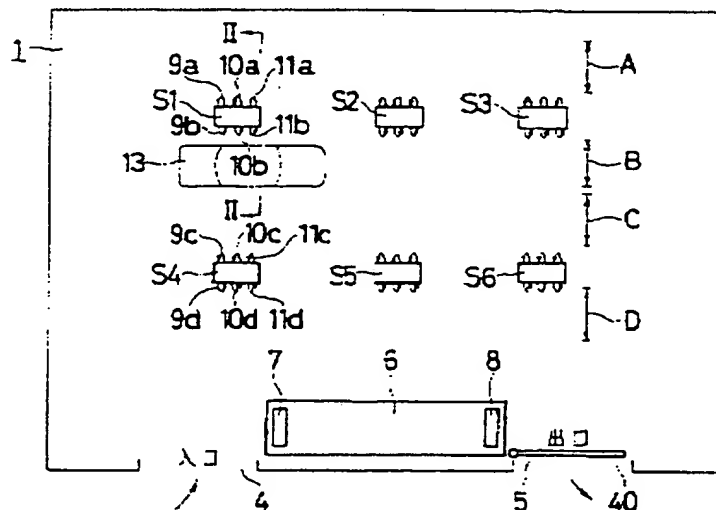 1
II
9a 10a 11a
S1
9b 11b
S2
S3
A
13
10b
B
II
9c 10c 11c
C
S4
S5
S6
9d 10d 11d
D
7 6 8
入口
出口
4
5
40